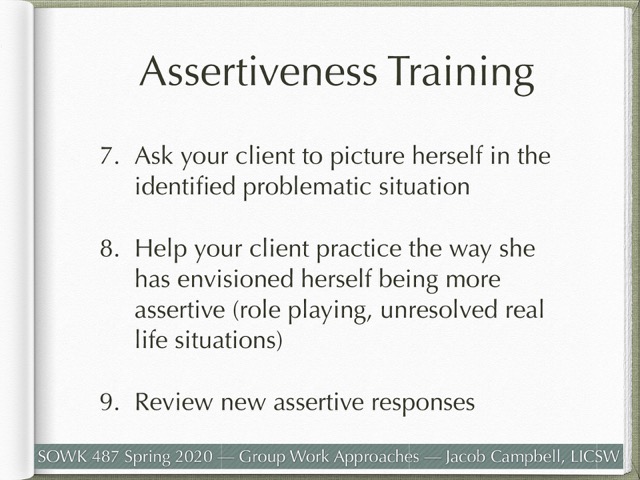 Assertiveness Training
7. Ask your client to picture herself in the
identified problematic situation
8. Help your client practice the way she
has envisioned herself being more
assertive (role playing, unresolved real
life situations)
9. Review new assertive responses
SOWK 487 Spring 2020 — Group Work Approaches — Jacob Campbell, LICSW